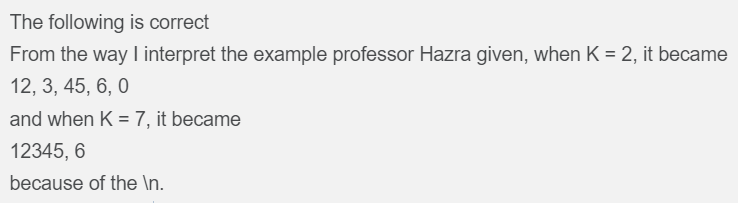 The following is correct
From the way I interpret the example professor Hazra given, when K = 2, it became
12, 3, 45, 6, 0
and when K = 7, it became
12345, 6
because of the \n.